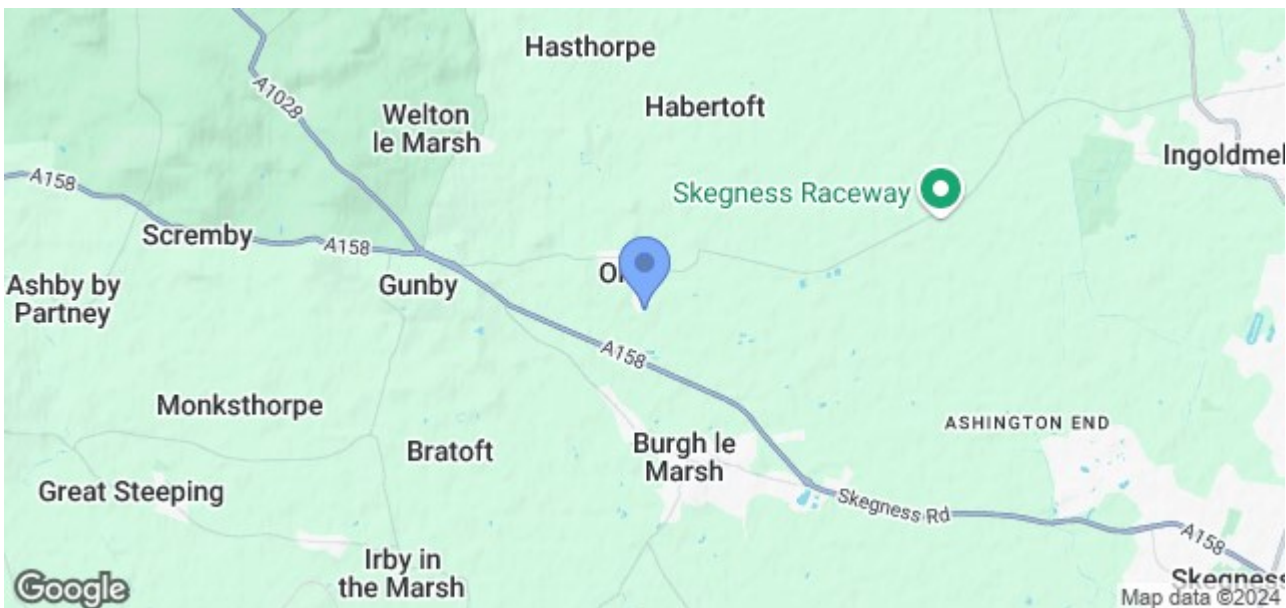 Hasthorpe
Habertoft
A1028
Welton
le Marsh
Ingoldmel
A158
Skegness Raceway
Scremby
A158
Ashby by
Partney
Gunby
A158
Monksthorpe
ASHINGTON END
Bratoft
Burgh le
Marsh
Great Steeping
Skegness Rd
A158
Irby in
the Marsh
Skegness
Google
Map data ©2024